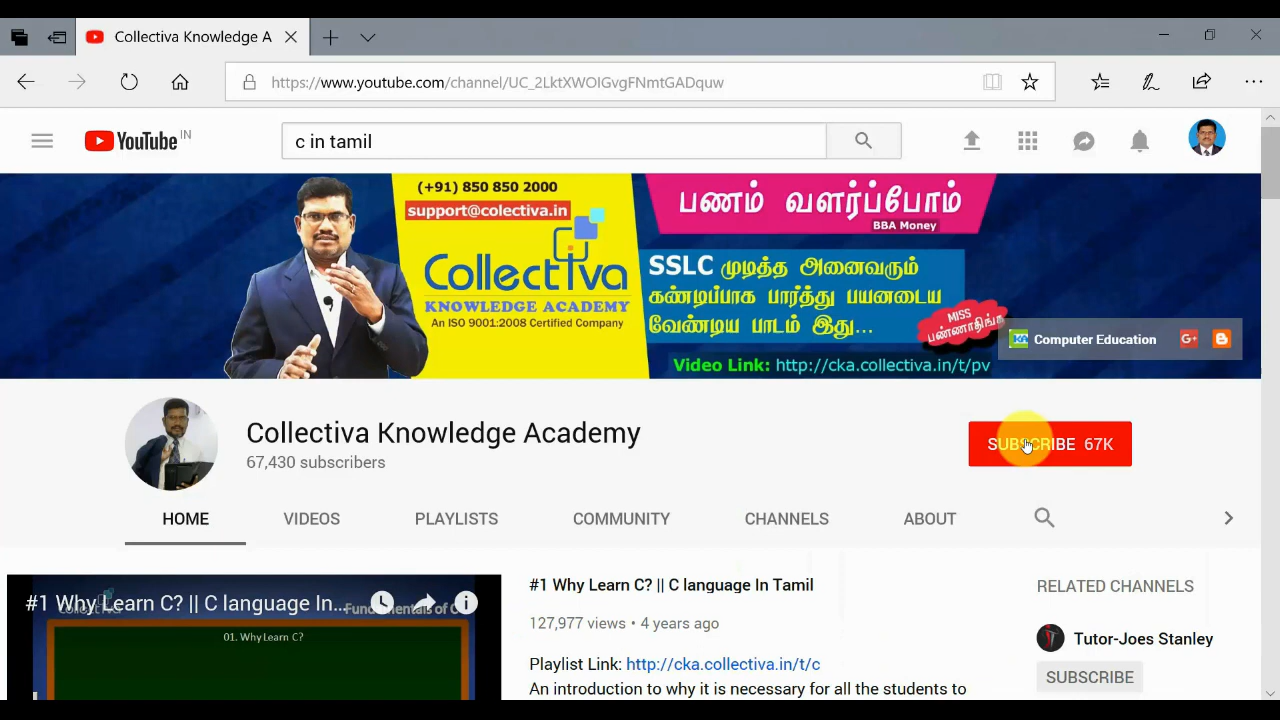 Collectiva Knowledge A
https://www.youtube.com/channel/UC_2LktXWOIGvgFNmtGADquw
YouTube IN
c in tamil
(+91) 850 850 2000
support@colectiva.in
Collectiva
KNOWLEDGE ACADEMY
An ISO 9001:2008 Certified Company
பணம் வளர்ப்போம்
BBA Money
SSLC முடித்த அனைவரும்
கண்டிப்பாக பார்த்து பயனடைய
வேண்டிய பாடம் இது...
MISS
பண்ணாதிங்க
Video Link: http://cka.collectiva.in/t/pv
Computer Education
G+
Collectiva Knowledge Academy
67,430 subscribers
SUBSCRIBE 67K
HOME VIDEOS PLAYLISTS COMMUNITY CHANNELS ABOUT
#1 Why Learn C? || C language In...
01. Why Learn C?
#1 Why Learn C? || C language In Tamil
127,977 views • 4 years ago
Playlist Link: http://cka.collectiva.in/t/c
An introduction to why it is necessary for all the students to
RELATED CHANNELS
Tutor-Joes Stanley
SUBSCRIBE